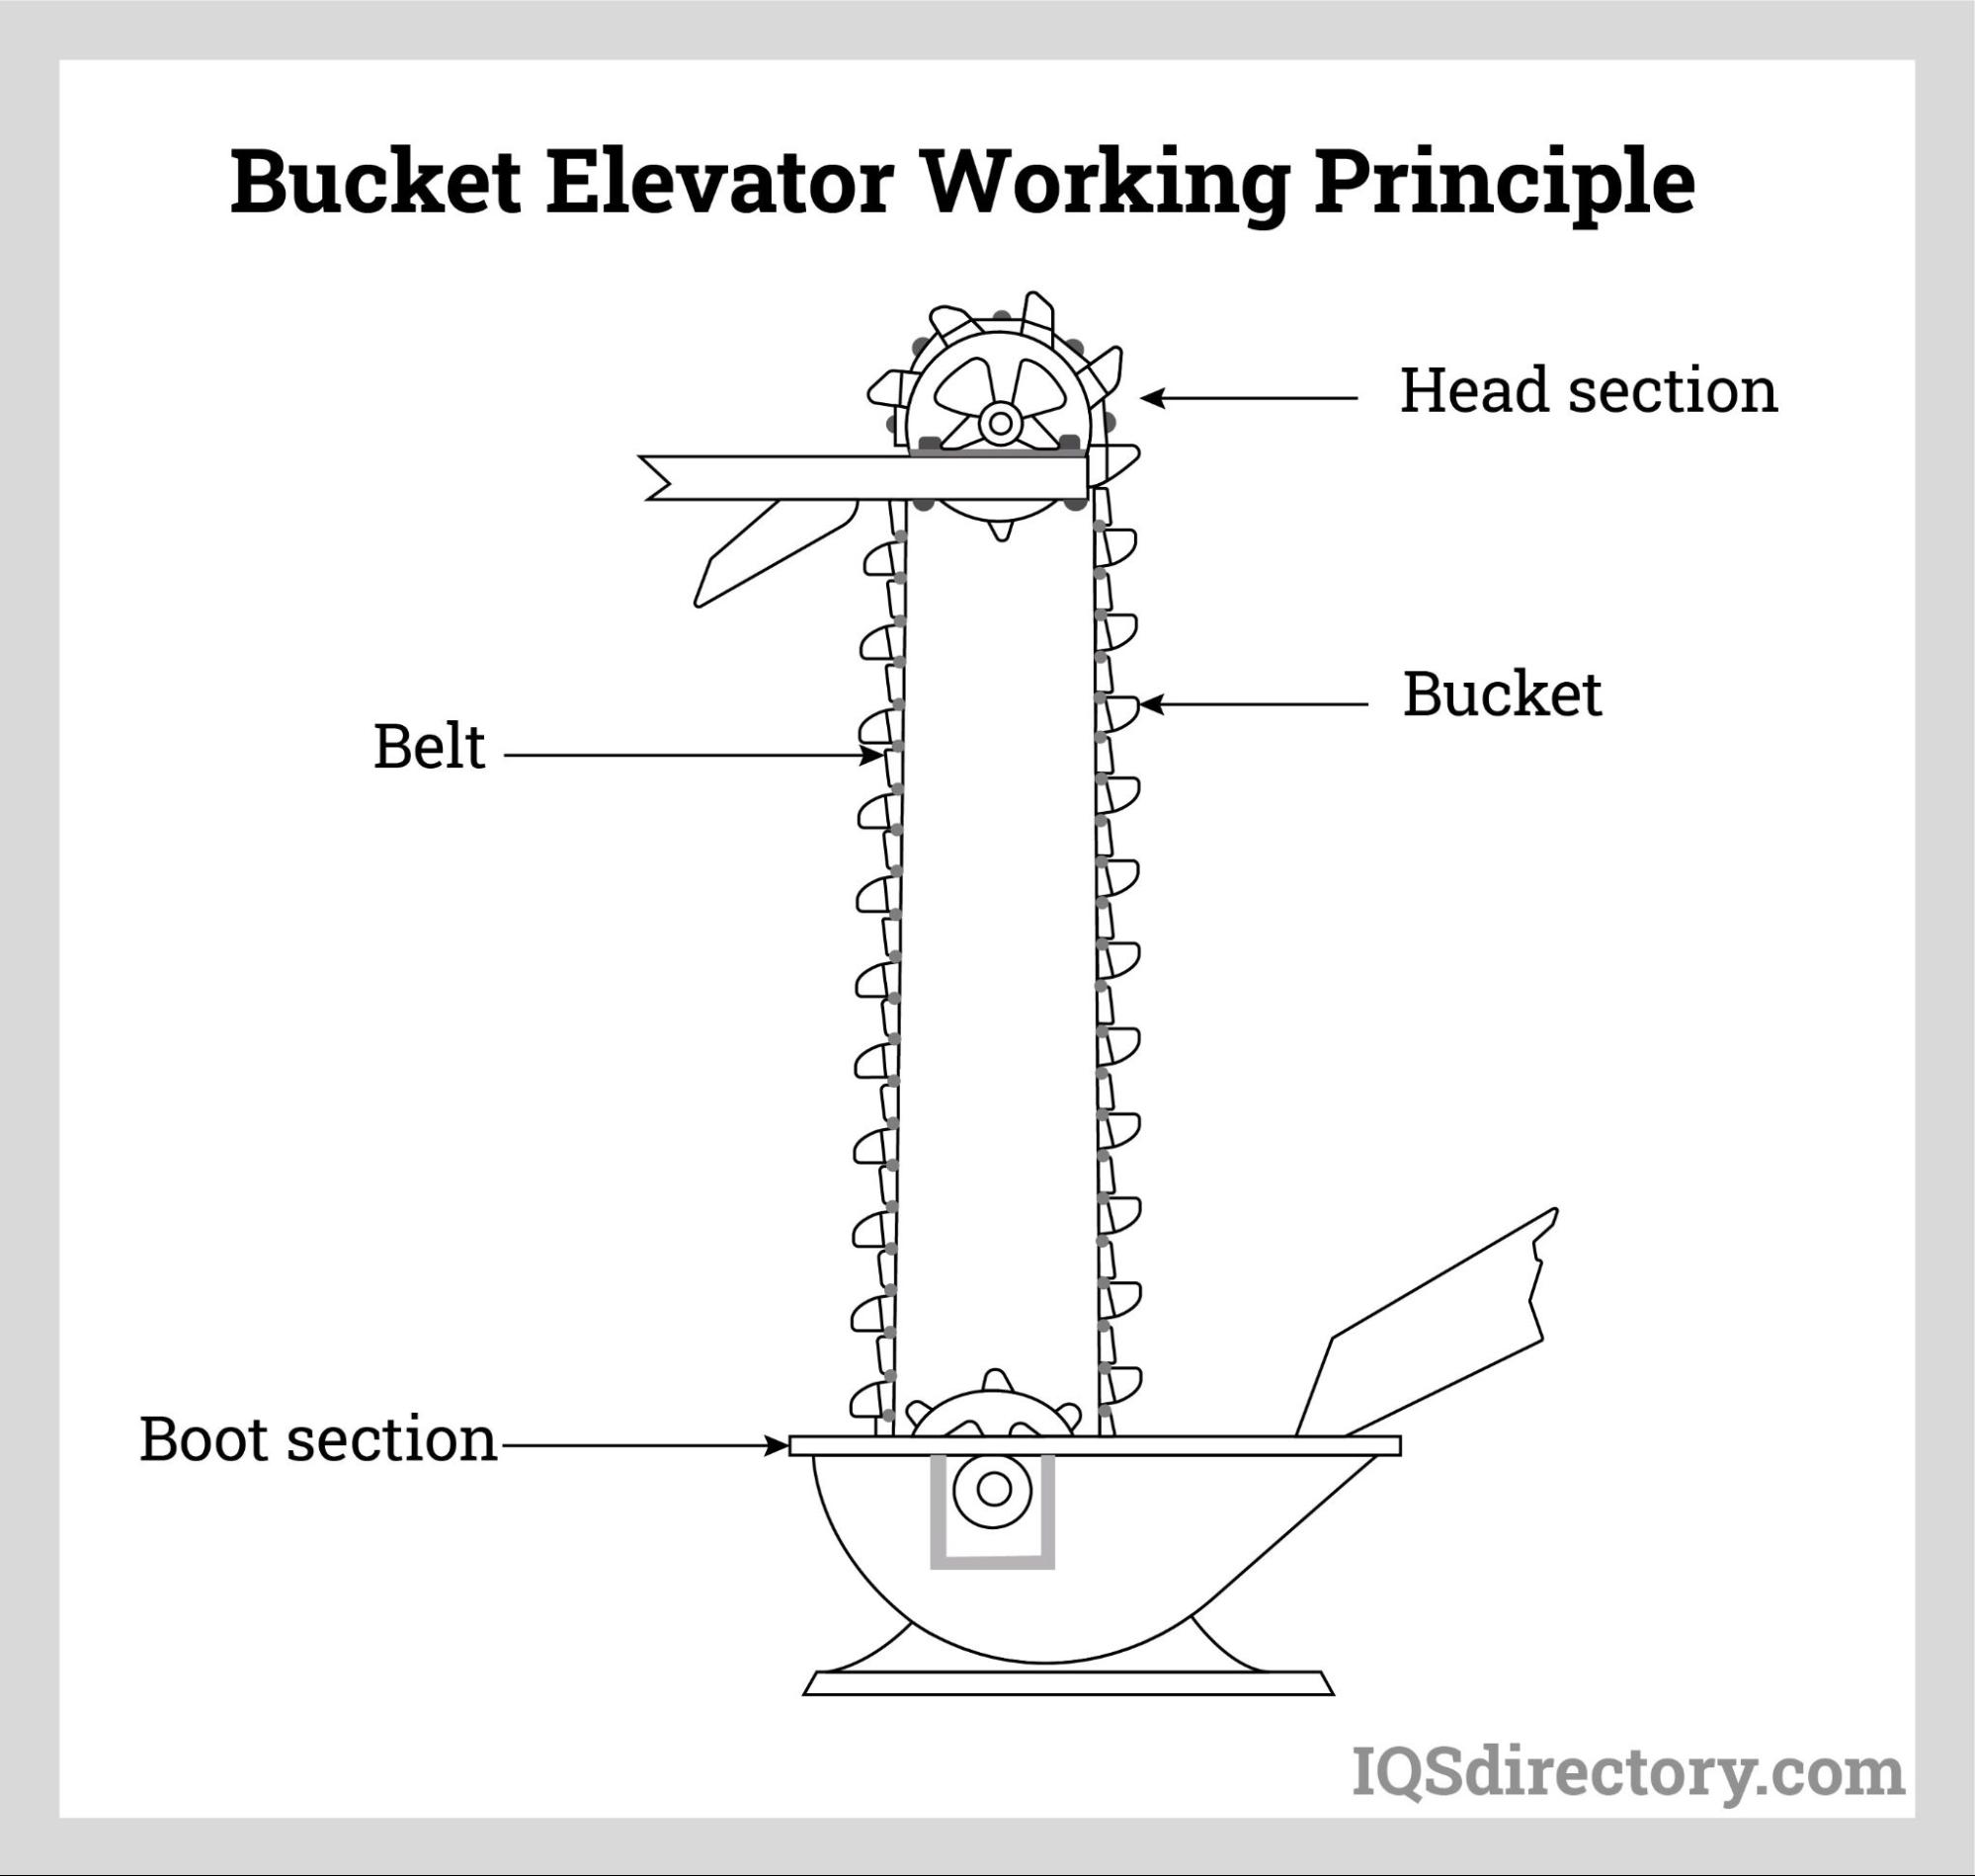 Bucket Elevator Working Principle
Head section
Bucket
Belt
Boot section
IQSdirectory.com